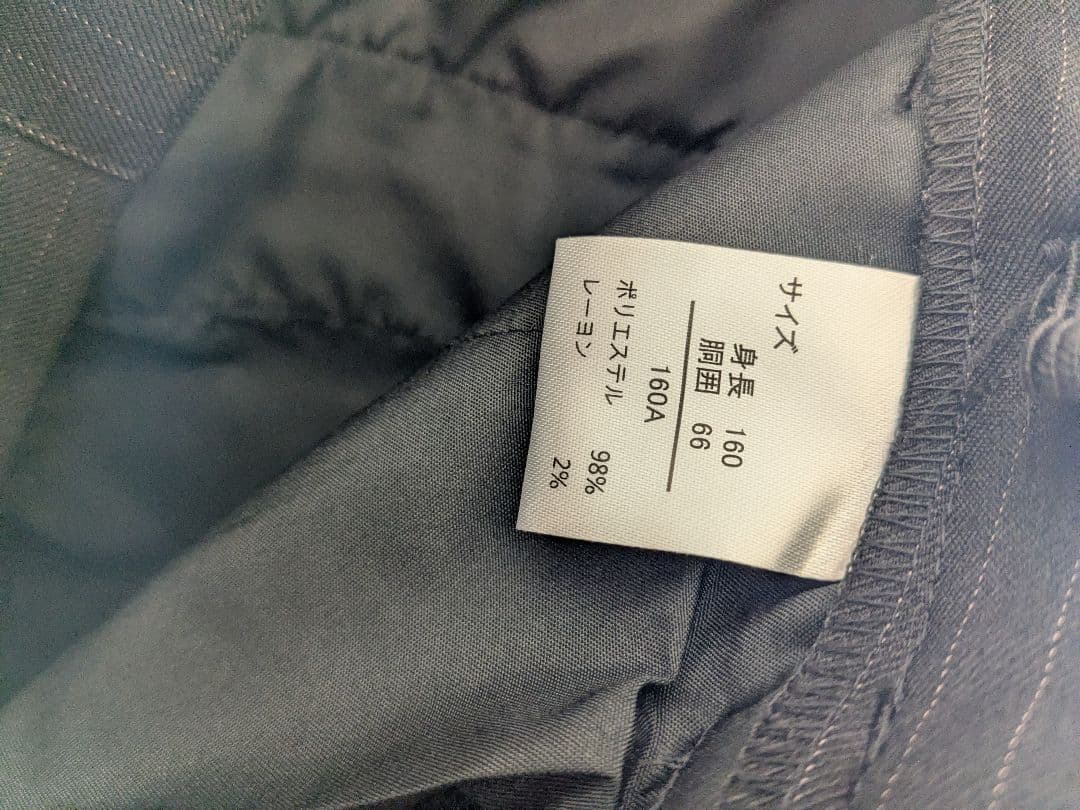 サイズ
身長 160
胴囲 66
160A
ポリエステル 98%
レーヨン 2%